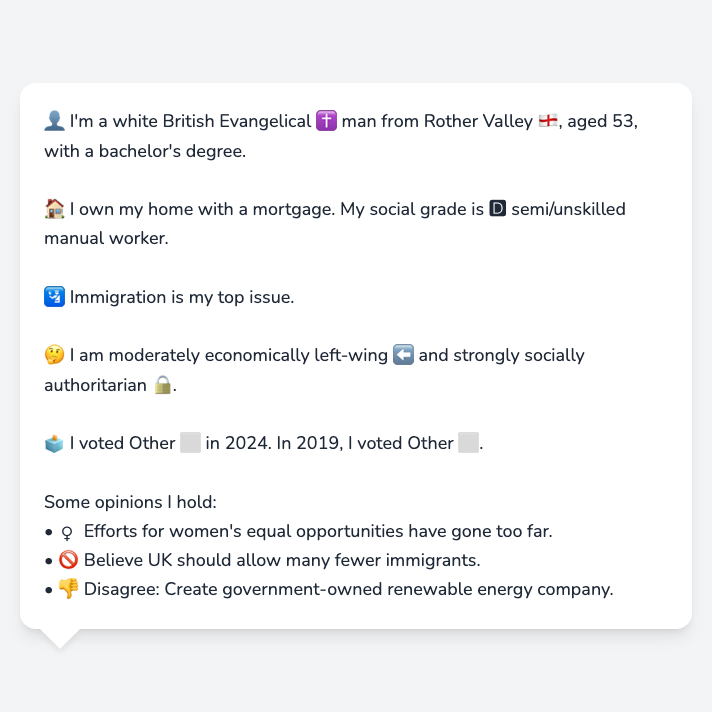 👤 I'm a white British Evangelical ✝️ man from Rother Valley 🏴󠁧󠁢󠁥󠁮󠁧󠁿, aged 53,
with a bachelor's degree.
🏠 I own my home with a mortgage. My social grade is 🅳 semi/unskilled
manual worker.
🛂 Immigration is my top issue.
🤔 I am moderately economically left-wing ⬅️ and strongly socially
authoritarian 🔒.
🗳️ I voted Other ⬜ in 2024. In 2019, I voted Other ⬜.
Some opinions I hold:
• ♀ Efforts for women's equal opportunities have gone too far.
• 🚫 Believe UK should allow many fewer immigrants.
• 👎 Disagree: Create government-owned renewable energy company.